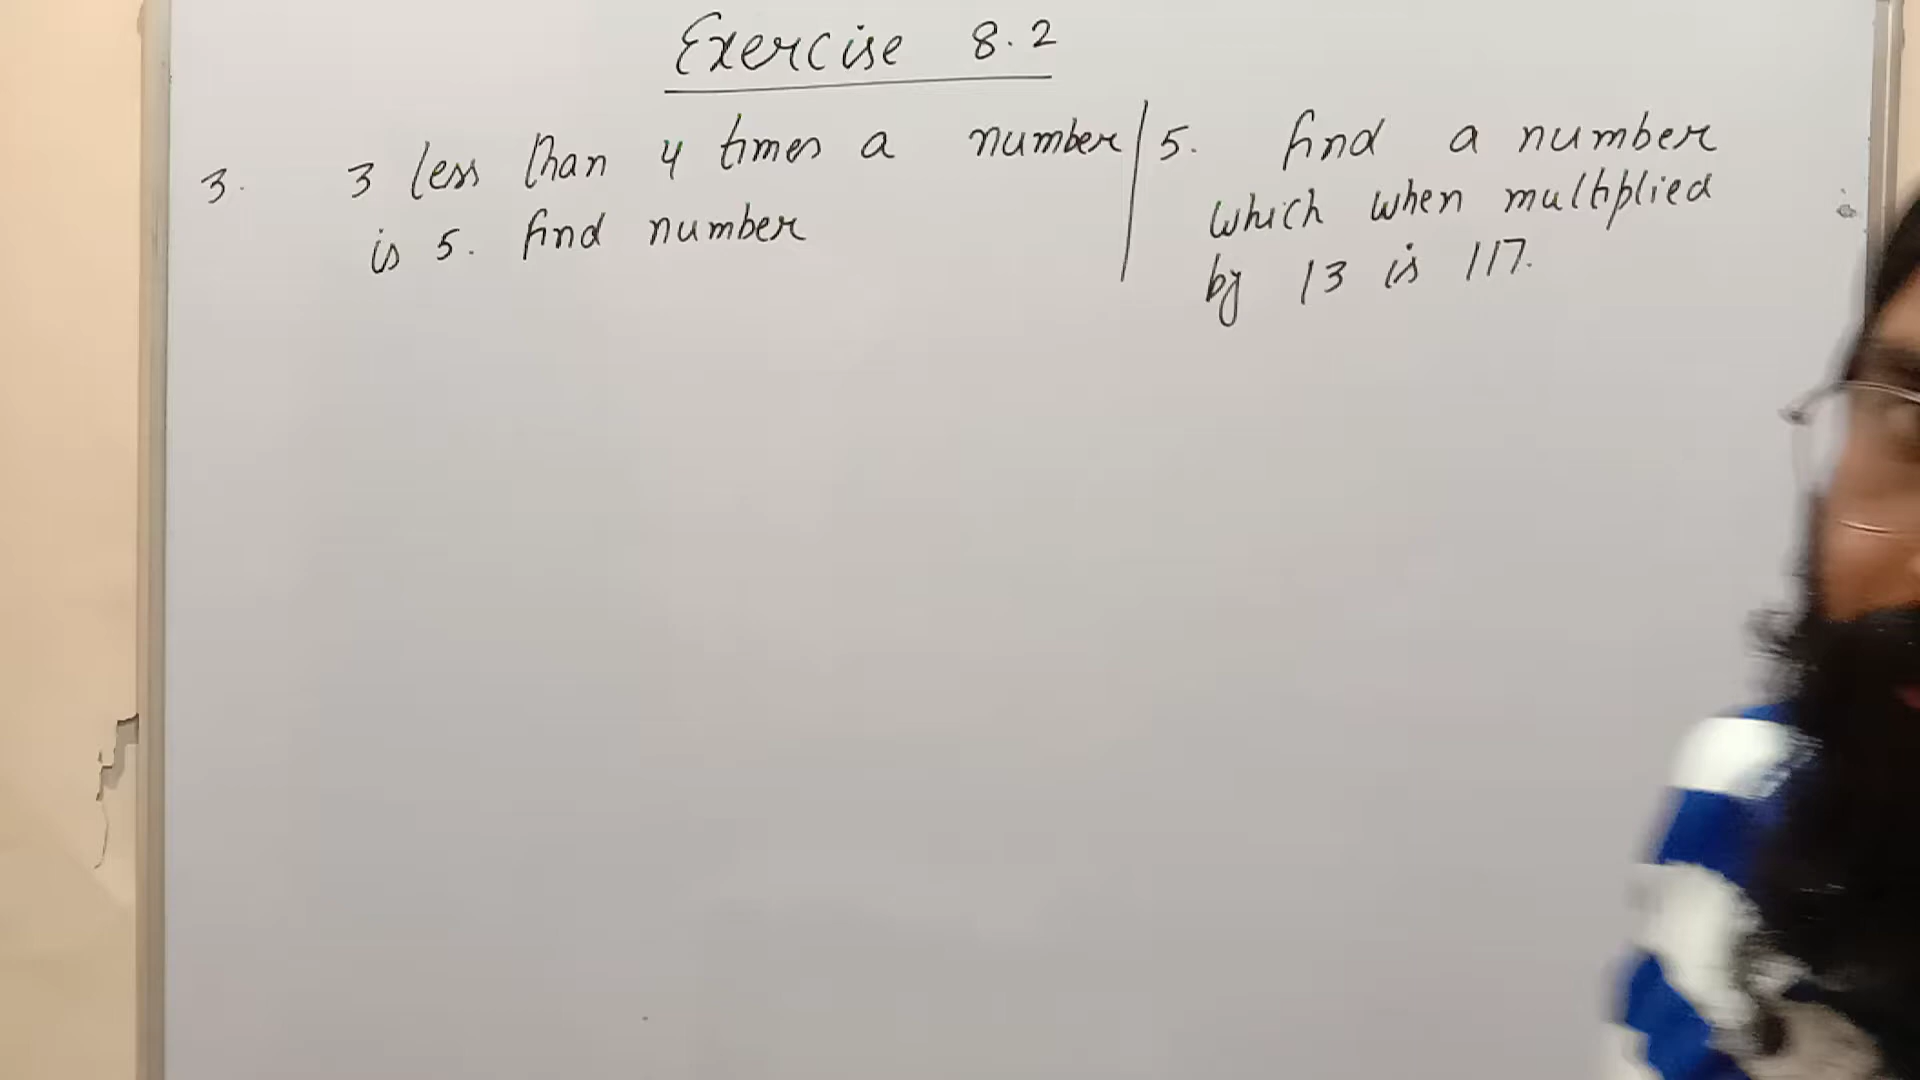 Exercise 8.2
3. 3 less than 4 times a number
is 5. find number
5. find a number
which when multiplied
by 13 is 117.